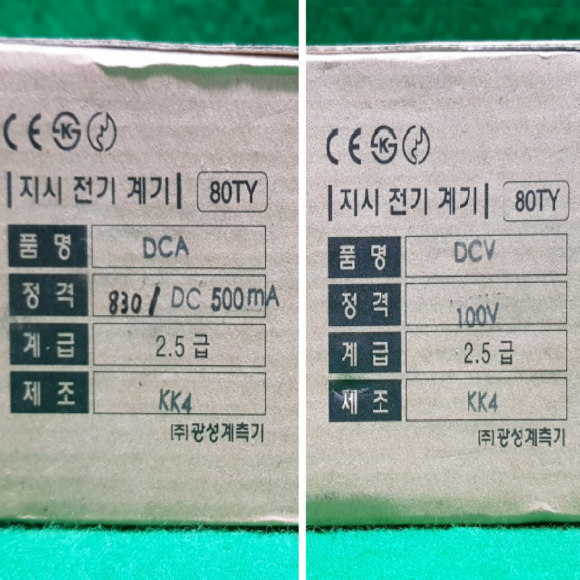 CE
지시 전기 계기 80TY
품 명 DCA
정 격 830/ DC 500mA
계 급 2.5 급
제 조 KK4
(주)광성계측기
CE
지시 전기 계기 80TY
품 명 DCV
정 격 100V
계 급 2.5 급
제 조 KK4
(주)광성계측기